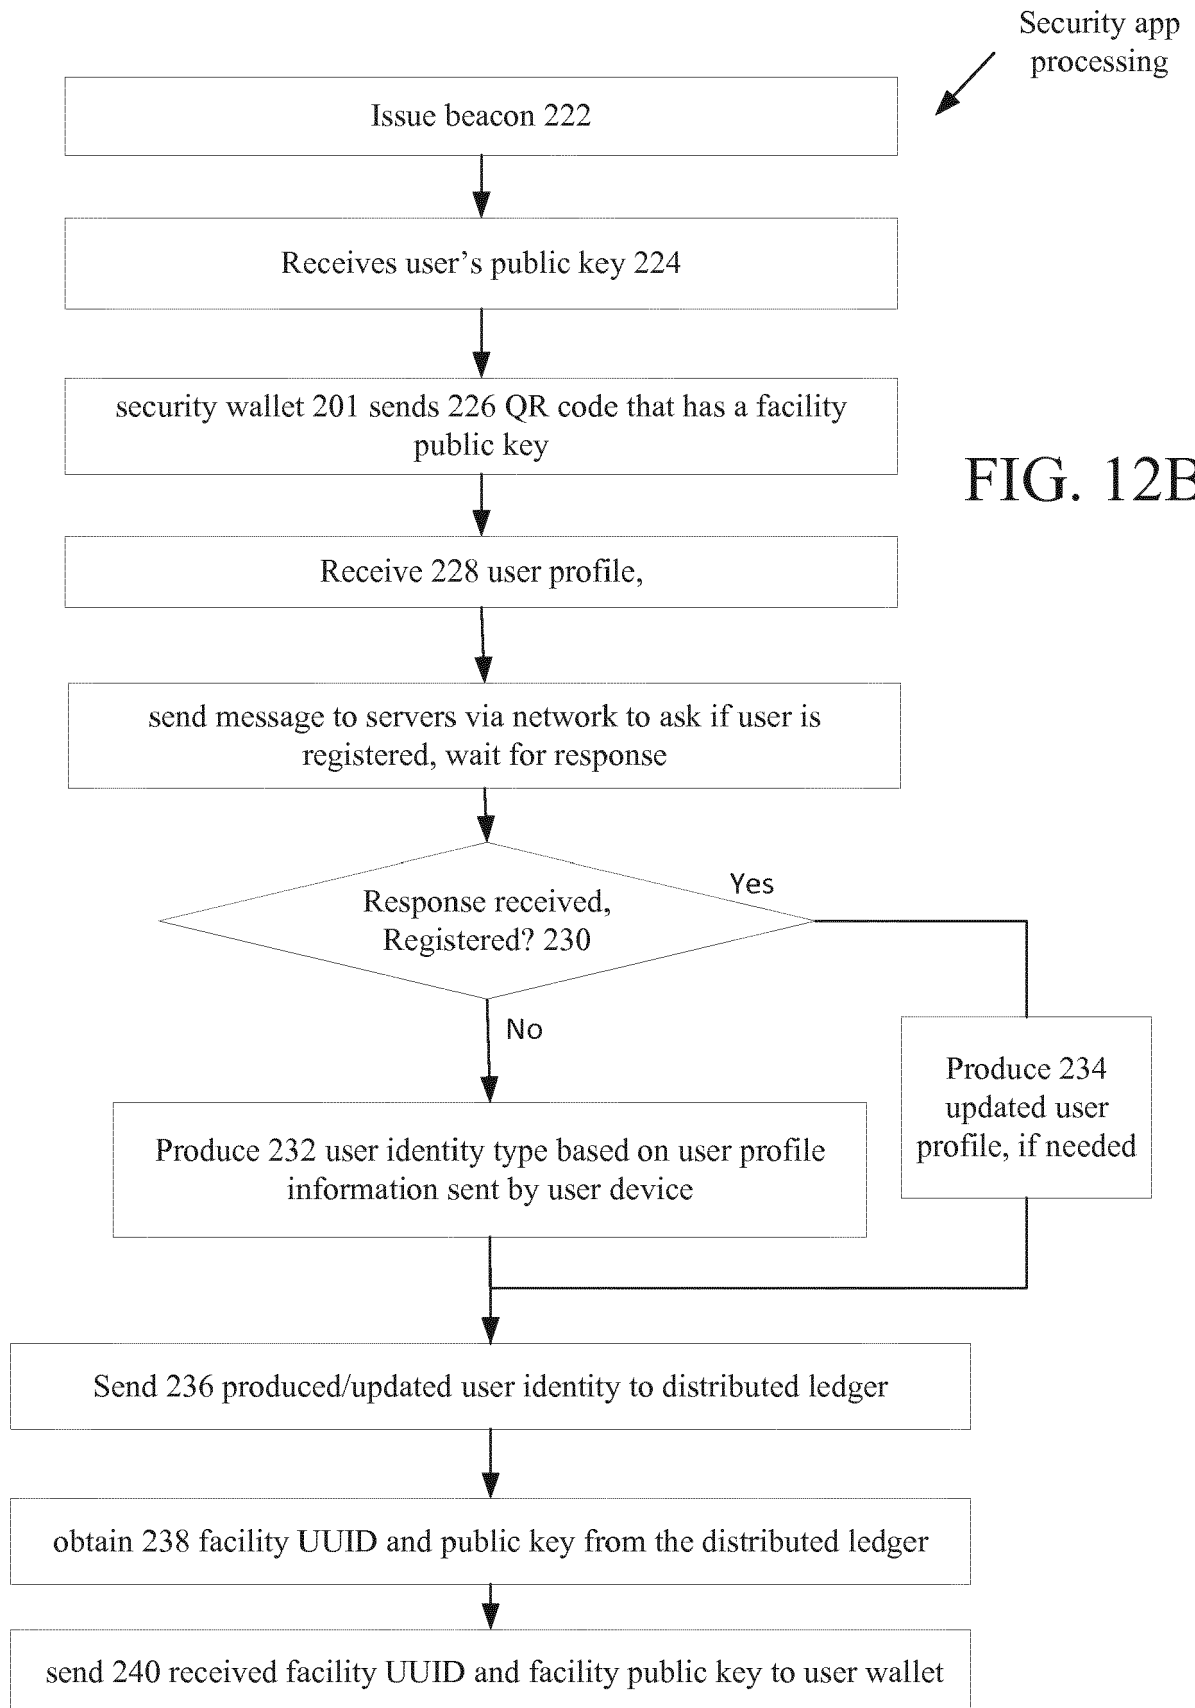 Security app
processing
Issue beacon 222
Receives user’s public key 224
security wallet 201 sends 226 QR code that has a facility
public key
FIG. 12B
Receive 228 user profile,
send message to servers via network to ask if user is
registered, wait for response
Response received,
Registered? 230
Yes
No
Produce 234
updated user
profile, if needed
Produce 232 user identity type based on user profile
information sent by user device
Send 236 produced/updated user identity to distributed ledger
obtain 238 facility UUID and public key from the distributed ledger
send 240 received facility UUID and facility public key to user wallet